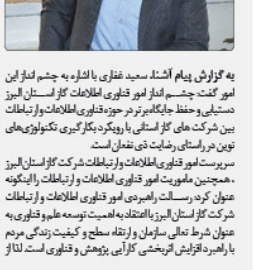 به گزارش پیام آشنا، سعید غفاری با اشاره به چشم انداز این
امور گفت: چشم انداز امور فناوری اطلاعات گاز استان البرز
دستیابی و حفظ جایگاه برتر در حوزه فناوری اطلاعات و ارتباطات
بین شرکت های گاز استانی با رویکرد بکارگیری تکنولوژی‌های
نوین در راستای رضایت ذی نفعان است.
سرپرست امور فناوری اطلاعات و ارتباطات شرکت گاز استان البرز
، همچنین ماموریت امور فناوری اطلاعات و ارتباطات را اینگونه
عنوان کرد: رسالت راهبردی امور فناوری اطلاعات و ارتباطات
شرکت گاز استان البرز با اعتقاد به اهمیت توسعه علم و فناوری به
عنوان شرط تعالی سازمان و ارتقاء سطح و کیفیت زندگی مردم
با راهبرد افزایش اثربخشی کارآیی پژوهش و فناوری است. لذا از